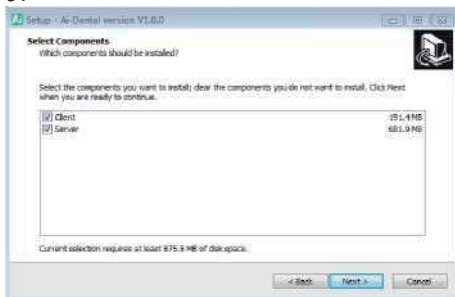 Setup - Ai-Dental version V1.0.0
Select Components
Which components should be installed?
Select the components you want to install; clear the components you do not want to install. Click Next
when you are ready to continue.
Client 191.4 MB
Server 681.9 MB
Current selection requires at least 875.3 MB of disk space.
< Back Next > Cancel